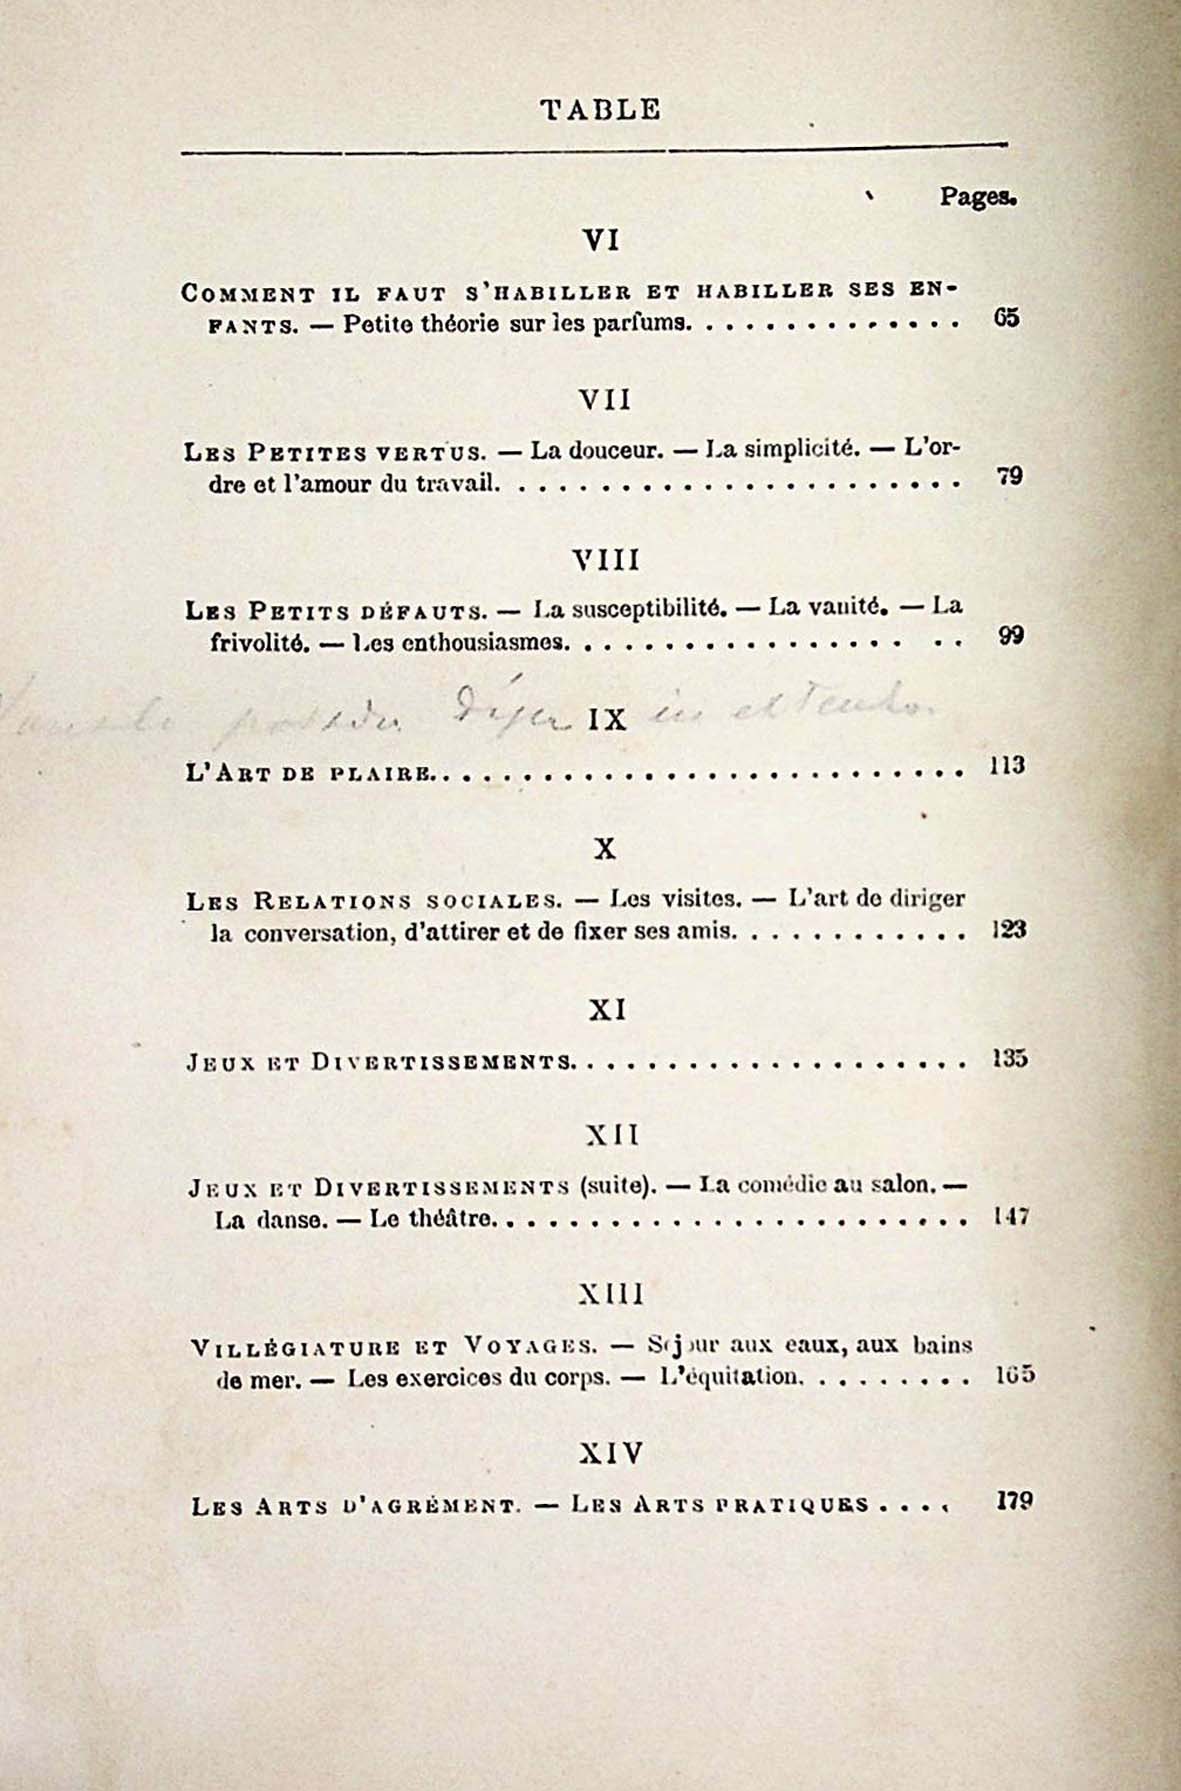 TABLE
Pages.
VI
COMMENT IL FAUT S'HABILLER ET HABILLER SES EN-
FANTS. — Petite théorie sur les parfums. . . . . . . . . . . . . . 65
VII
LES PETITES VERTUS. — La douceur. — La simplicité. — L'or-
dre et l'amour du travail. . . . . . . . . . . . . . . . . . . . . . . 79
VIII
LES PETITS DÉFAUTS. — La susceptibilité. — La vanité. — La
frivolité. — Les enthousiasmes. . . . . . . . . . . . . . . . . . . . 99
in extenso.
IX
L'ART DE PLAIRE. . . . . . . . . . . . . . . . . . . . . . . . . . . 113
X
LES RELATIONS SOCIALES. — Les visites. — L'art de diriger
la conversation, d'attirer et de fixer ses amis. . . . . . . . . . . . 123
XI
JEUX ET DIVERTISSEMENTS. . . . . . . . . . . . . . . . . . . . 135
XII
JEUX ET DIVERTISSEMENTS (suite). — La comédie au salon. —
La danse. — Le théâtre. . . . . . . . . . . . . . . . . . . . . . . . 147
XIII
VILLÉGIATURE ET VOYAGES. — Séjour aux eaux, aux bains
de mer. — Les exercices du corps. — L'équitation. . . . . . . . . 165
XIV
LES ARTS D'AGRÉMENT. — LES ARTS PRATIQUES . . . . 179